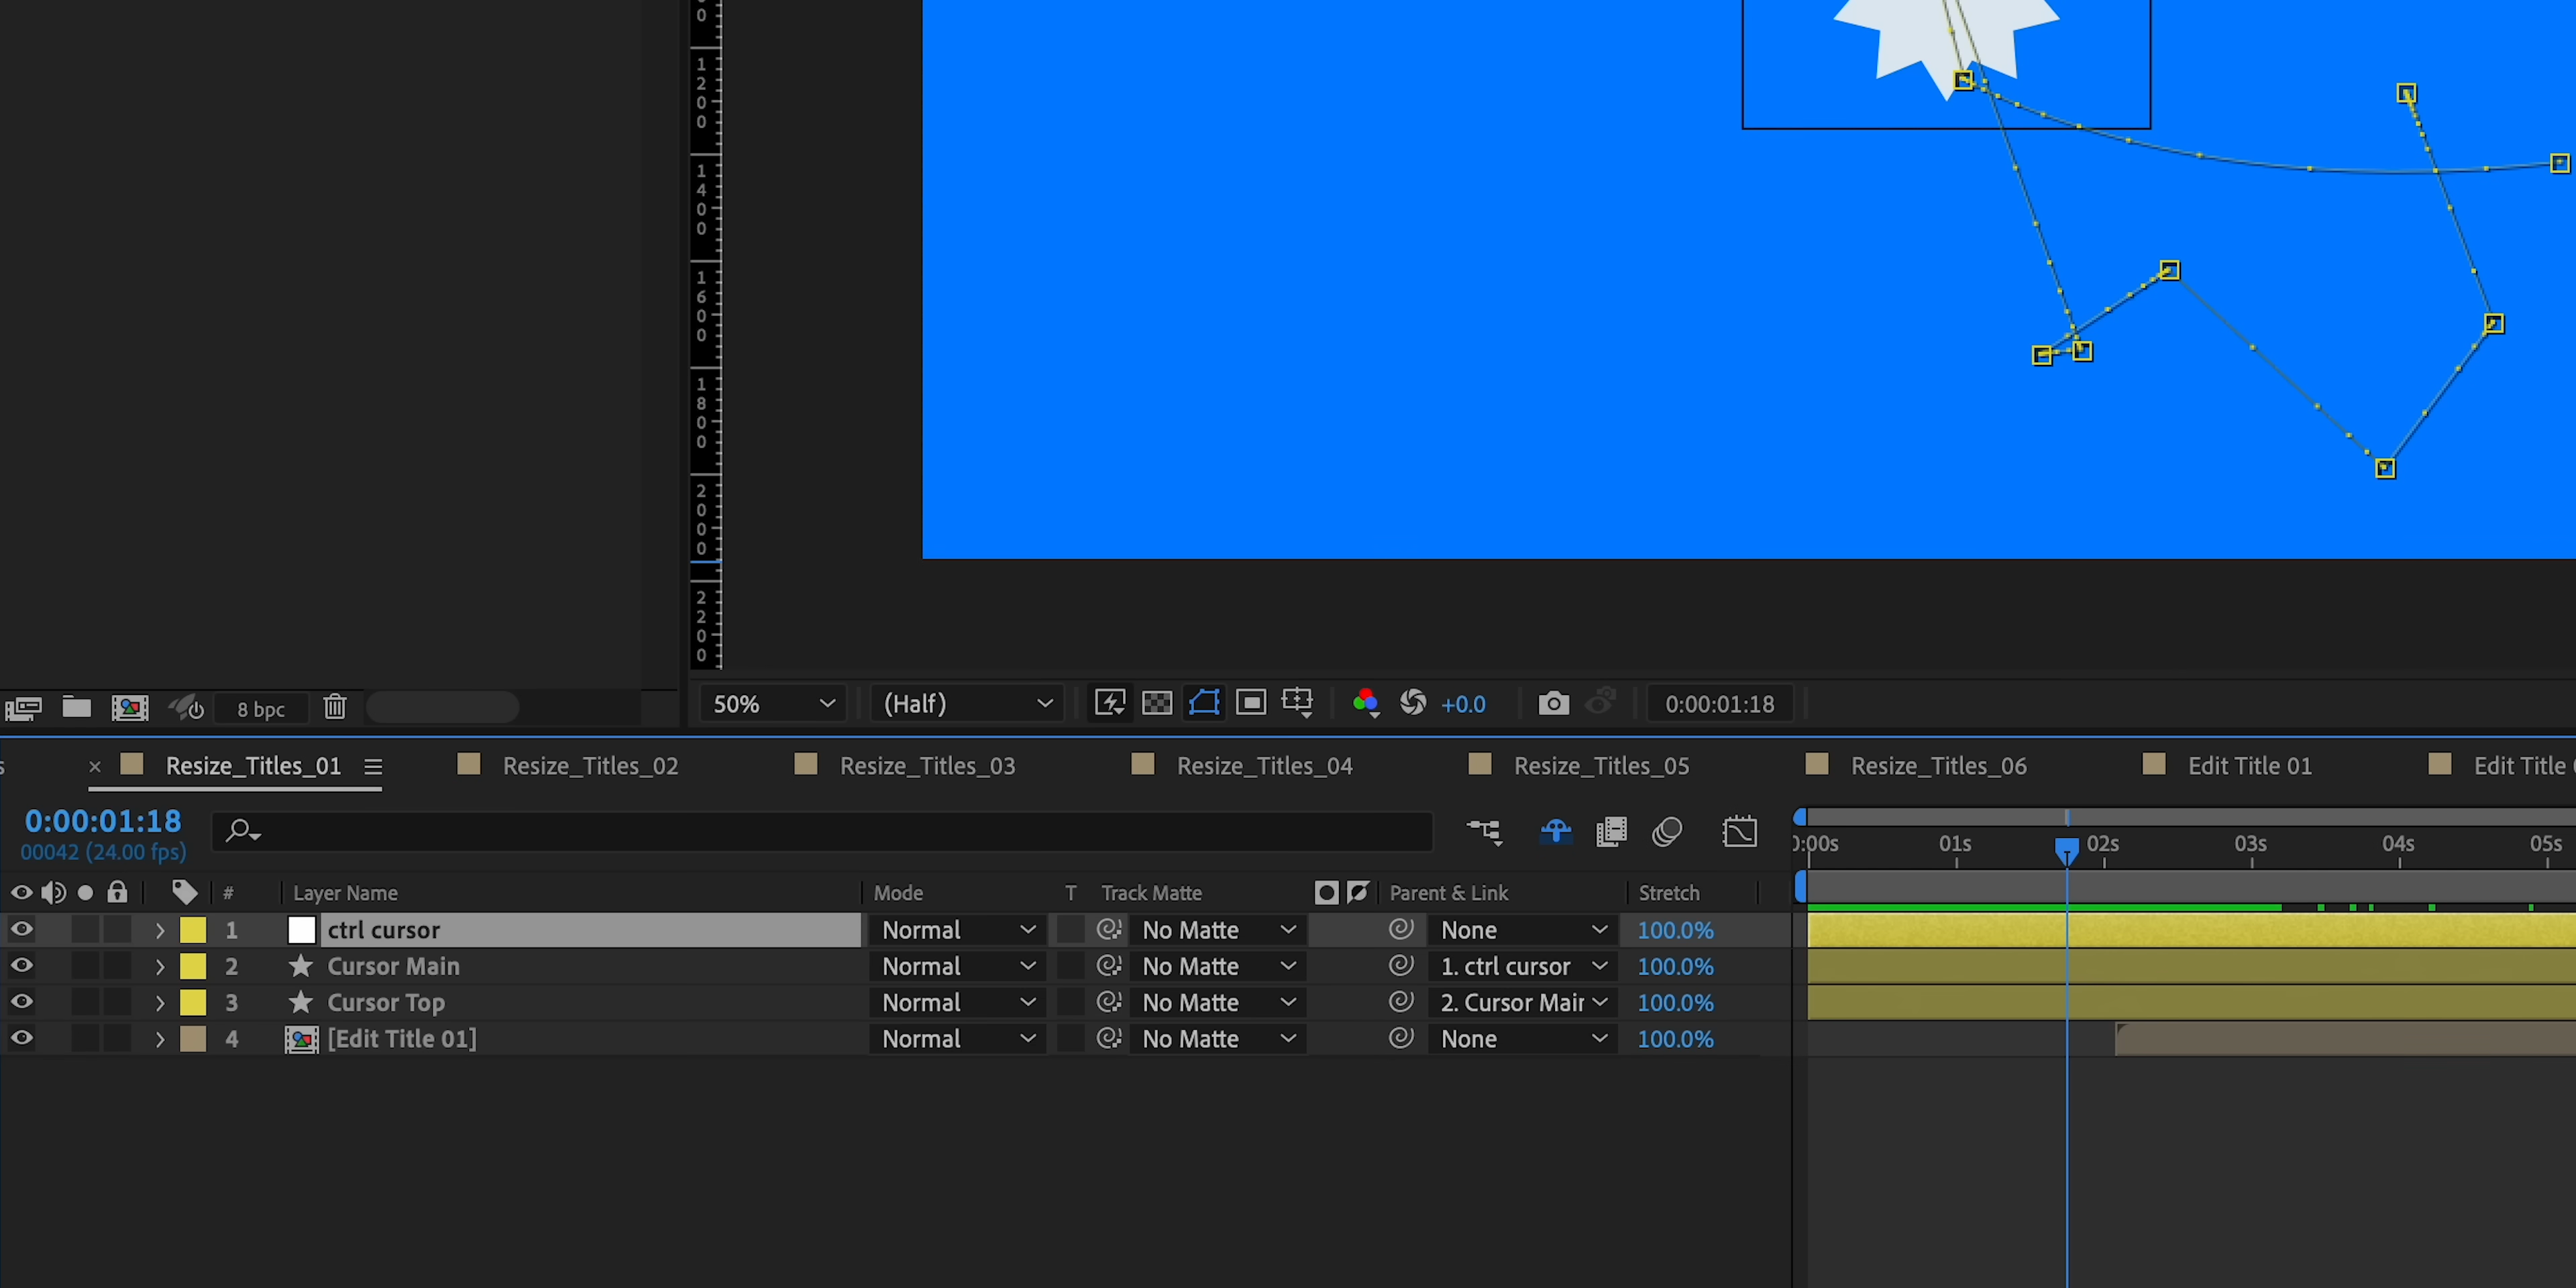 0
1200
1400
1600
1800
2000
2200
8 bpc
50%
(Half)
+0.0
0:00:01:18
s
Resize_Titles_01
Resize_Titles_02
Resize_Titles_03
Resize_Titles_04
Resize_Titles_05
Resize_Titles_06
Edit Title 01
Edit Title
0:00:01:18
00042 (24.00 fps)
0:00s 01s 02s 03s 04s 05s
# Layer Name Mode T Track Matte Parent & Link Stretch
1 ctrl cursor Normal No Matte None 100.0%
2 Cursor Main Normal No Matte 1. ctrl cursor 100.0%
3 Cursor Top Normal No Matte 2. Cursor Mair 100.0%
4 [Edit Title 01] Normal No Matte None 100.0%